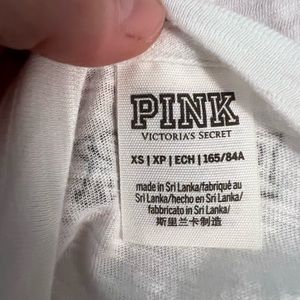 PINK
VICTORIA'S SECRET
XS | XP | ECH | 165/84A
made in Sri Lanka/fabriqué au
Sri Lanka/hecho en Sri Lanka/
fabbricato in Sri Lanka/
斯里兰卡制造